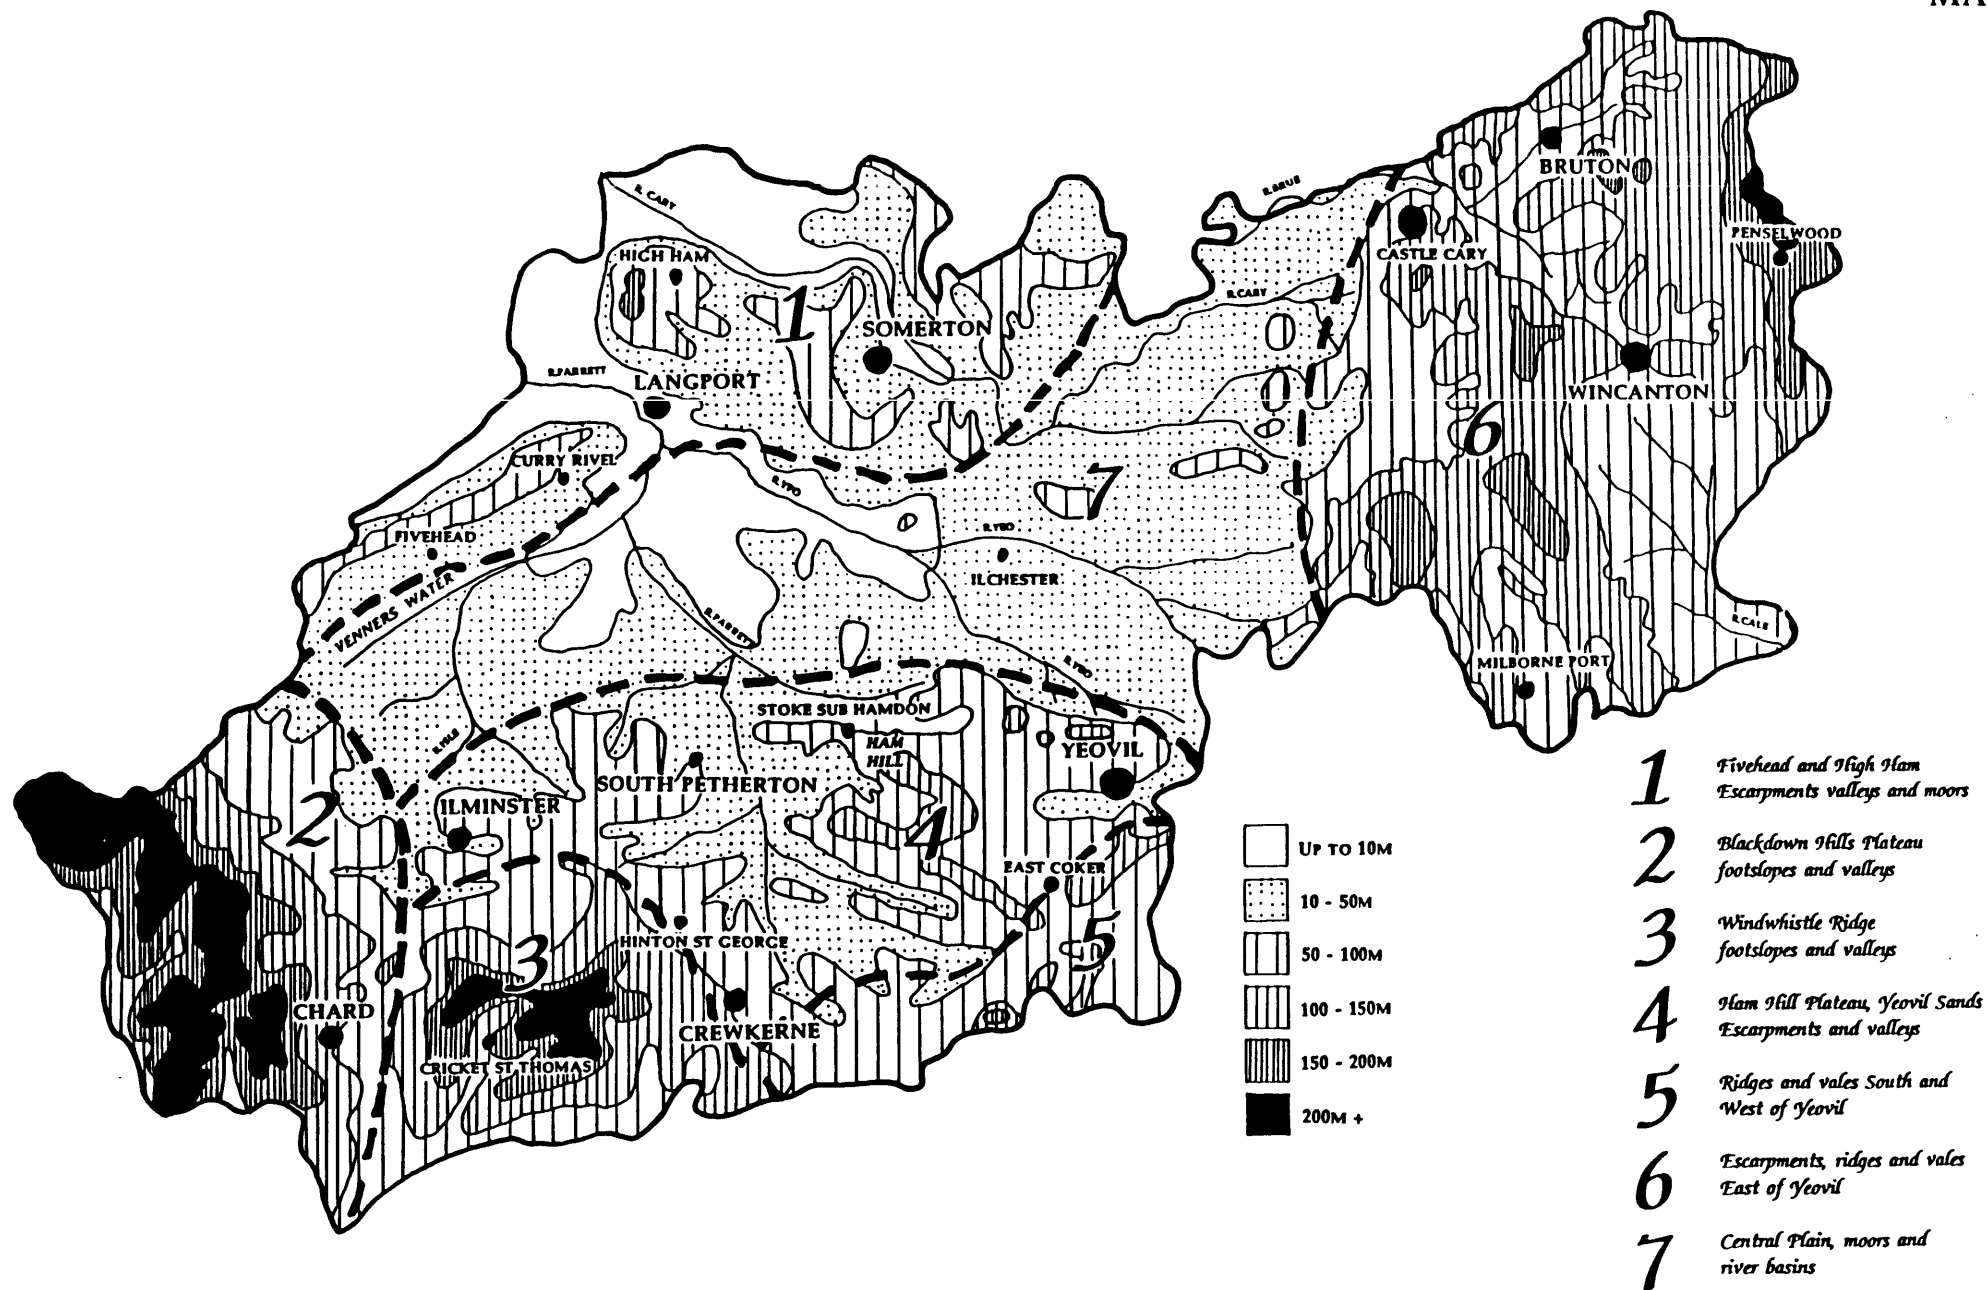 MA
R. CARY
R. BRUE
BRUTON
PENSELWOOD
CASTLE CARY
HIGH HAM
R. CARY
1
SOMERTON
R. PARRETT
LANGPORT
WINCANTON
6
CURRY RIVEL
7
R. YEO
R. YEO
FIVEHEAD
ILCHESTER
VENNERS WATER
R. PARRETT
R. CALE
MILBORNE PORT
R. YEO
STOKE SUB HAMDON
R. ISLE
HAM
HILL
YEOVIL
SOUTH PETHERTON
2
ILMINSTER
4
EAST COKER
HINTON ST GEORGE
5
3
CHARD
CREWKERNE
CRICKET ST THOMAS
UP TO 10M
10 - 50M
50 - 100M
100 - 150M
150 - 200M
200M +
1 Fivehead and High Ham
Escarpments valleys and moors
2 Blackdown Hills Plateau
footslopes and valleys
3 Windwhistle Ridge
footslopes and valleys
4 Ham Hill Plateau, Yeovil Sands
Escarpments and valleys
5 Ridges and vales South and
West of Yeovil
6 Escarpments, ridges and vales
East of Yeovil
7 Central Plain, moors and
river basins